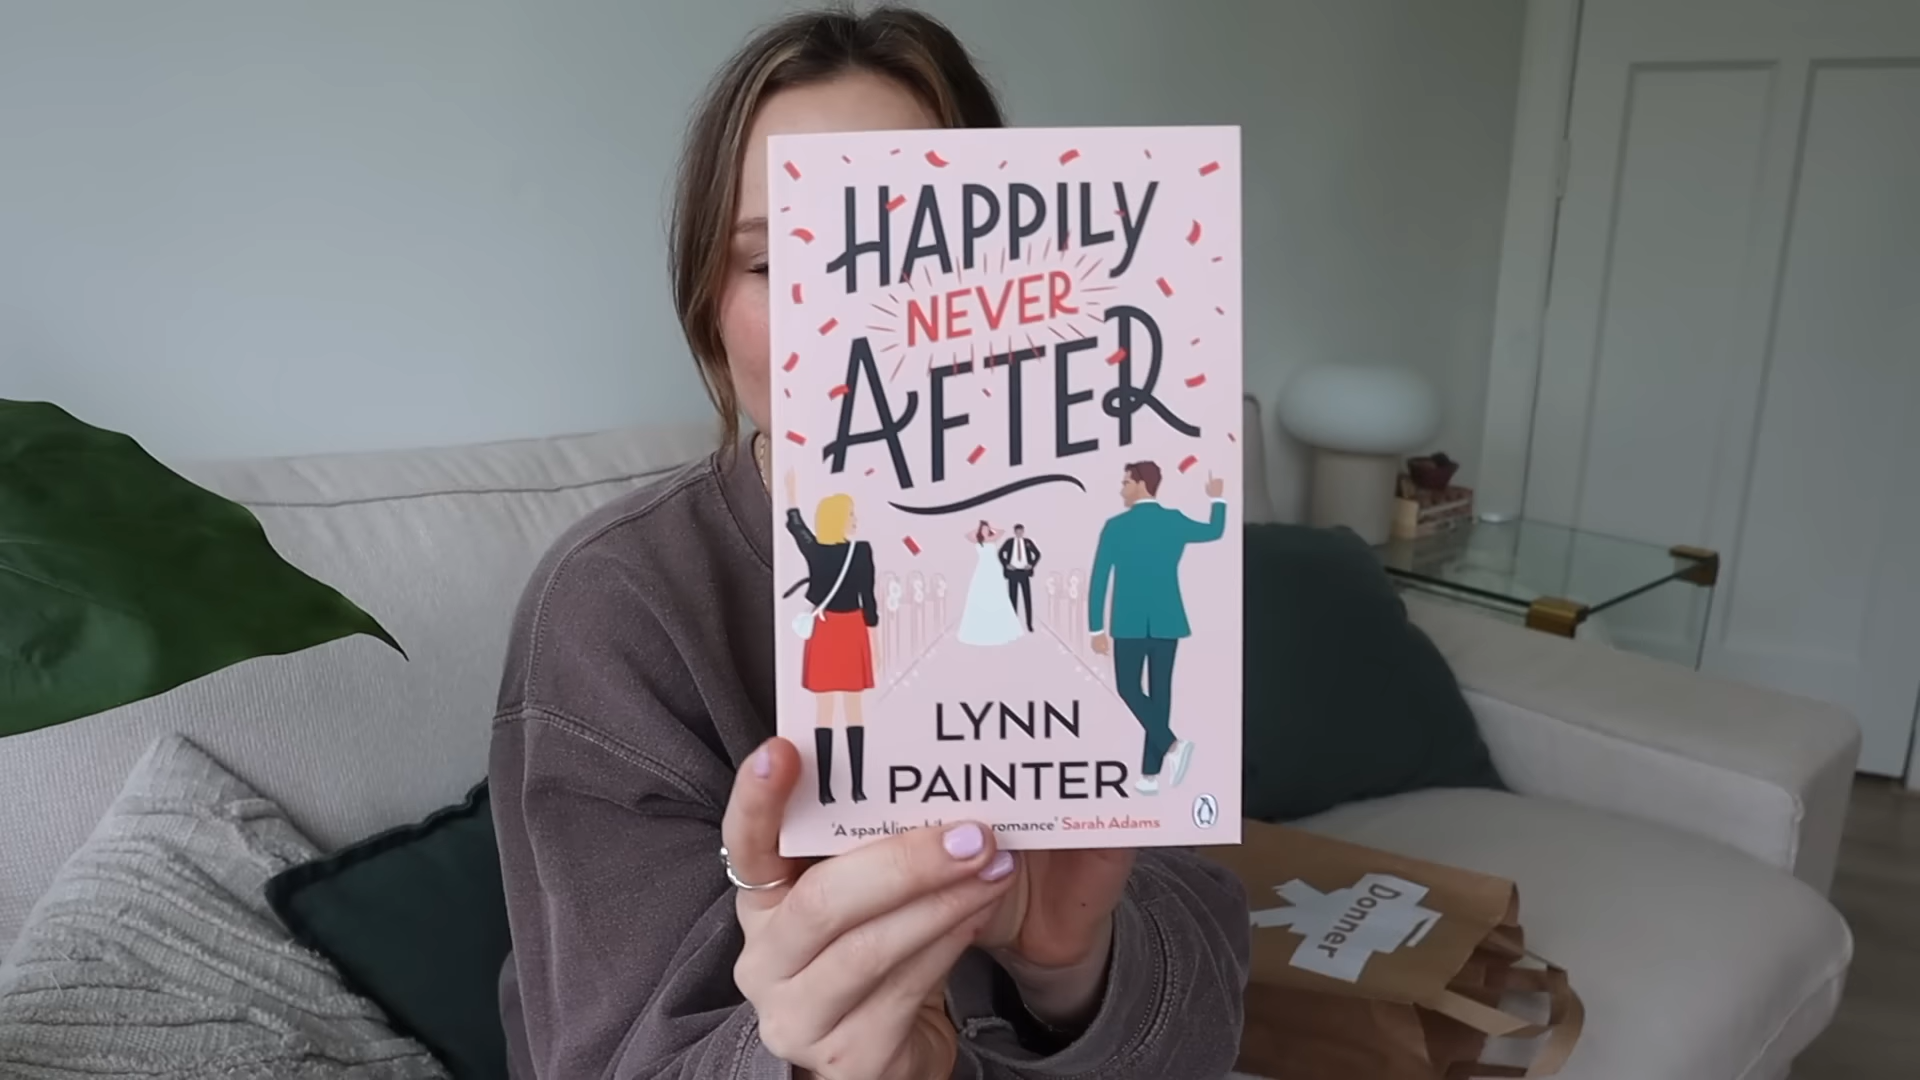 HAPPILY
NEVER
AFTER
LYNN
PAINTER
'A sparkling romance' Sarah Adams
Donner